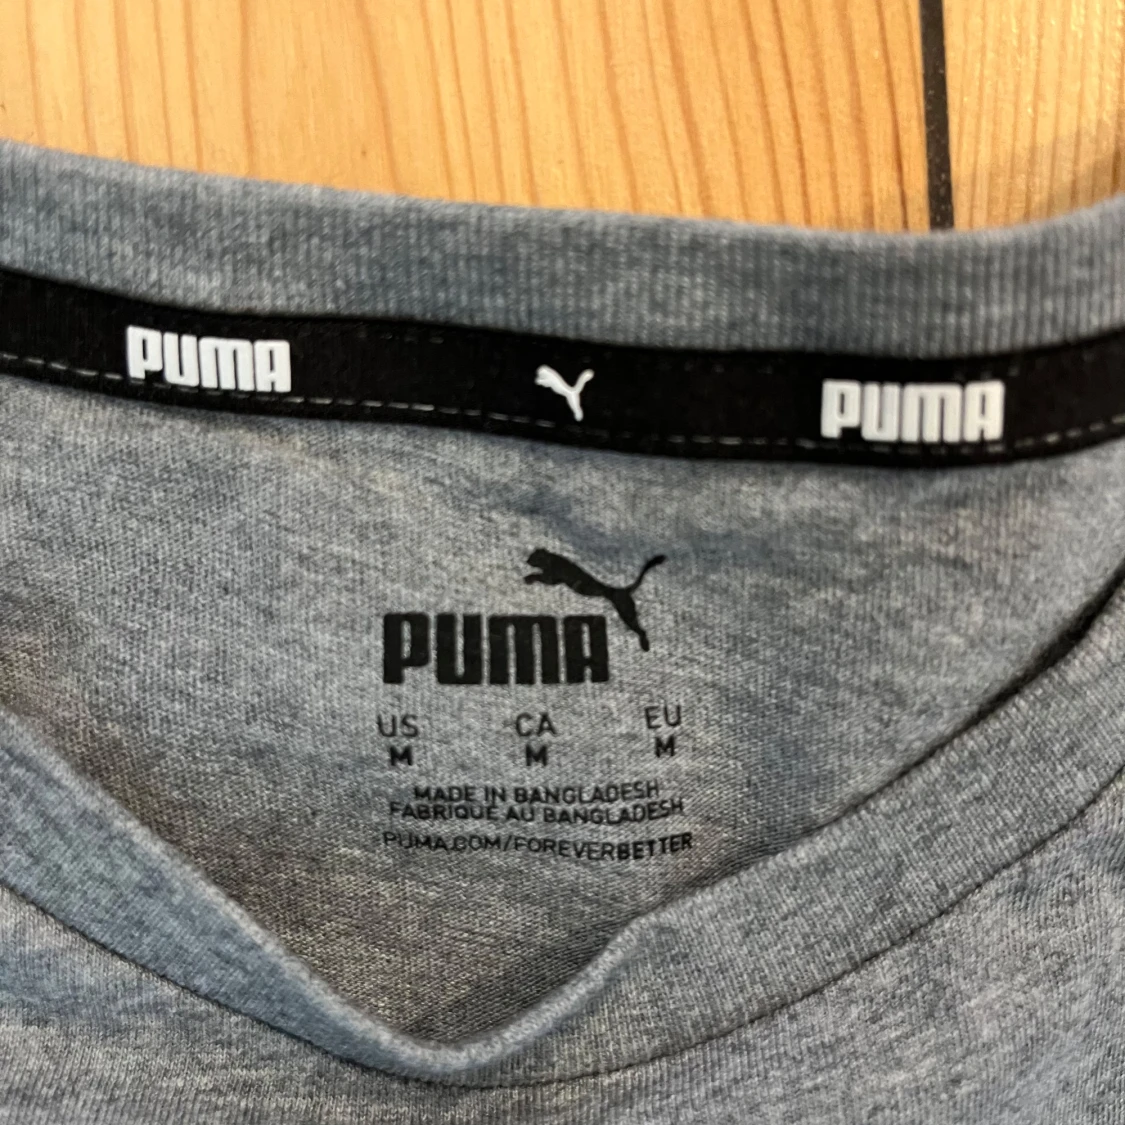 PUMA PUMA
PUMA
US CA EU
M M M
MADE IN BANGLADESH
FABRIQUE AU BANGLADESH
PUMA.COM/FOREVERBETTER